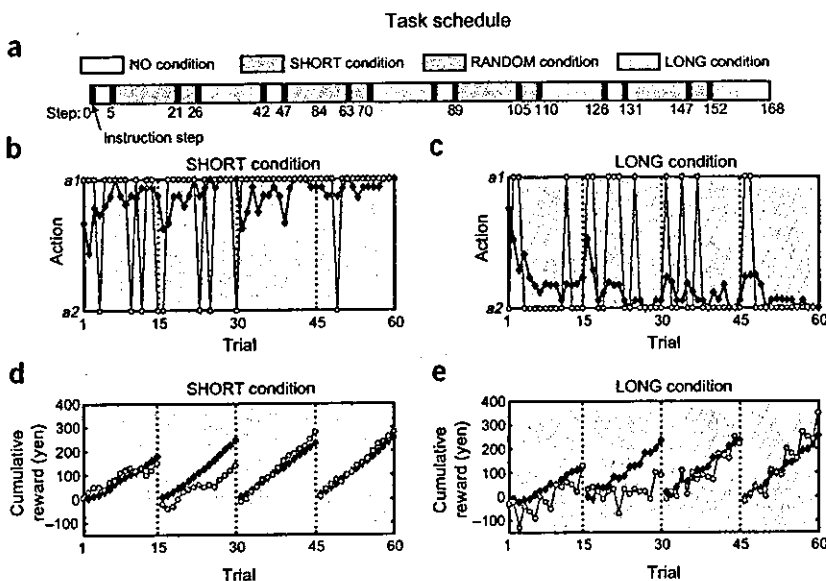 Task schedule
a
NO condition SHORT condition RANDOM condition LONG condition
Step: 0 5 21 26 42 47 84 63 70 89 105 110 126 131 147 152 168
Instruction step
b
SHORT condition
a1
Action
a2
1 15 30 45 60
Trial
c
LONG condition
a1
Action
a2
1 15 30 45 60
Trial
d
SHORT condition
400
300
200
100
0
−100
Cumulative
reward (yen)
1 15 30 45 60
Trial
e
LONG condition
400
300
200
100
0
−100
Cumulative
reward (yen)
1 15 30 45 60
Trial